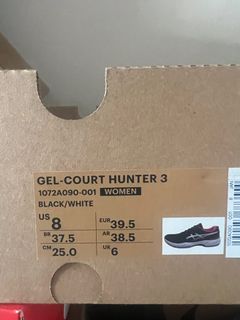 GEL-COURT HUNTER 3
1072A090-001 WOMEN
BLACK/WHITE
US 8 EUR 39.5
BR 37.5 AR 38.5
CM 25.0 UK 6